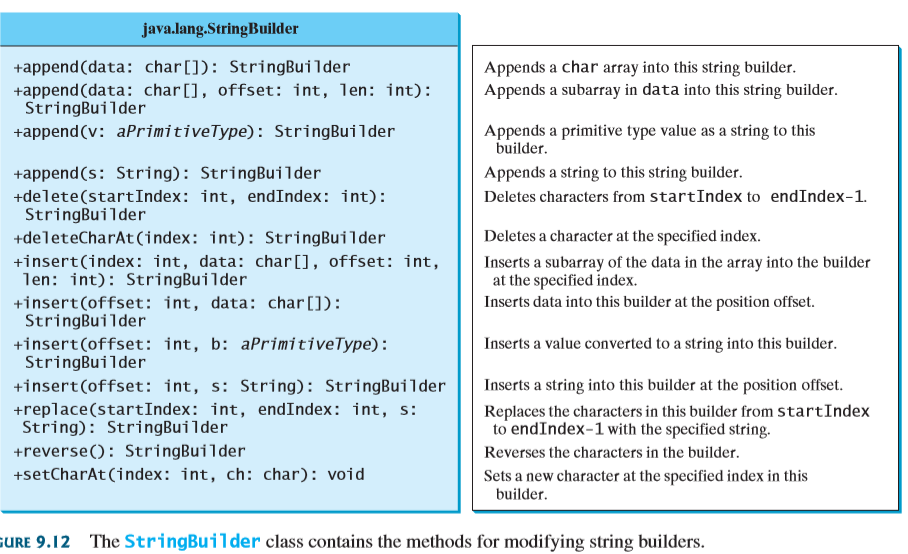 java.lang.StringBuilder
+append(data: char[]): StringBuilder
Appends a char array into this string builder.
+append(data: char[], offset: int, len: int):
StringBuilder
Appends a subarray in data into this string builder.
+append(v: aPrimitiveType): StringBuilder
Appends a primitive type value as a string to this
builder.
+append(s: String): StringBuilder
Appends a string to this string builder.
+delete(startIndex: int, endIndex: int):
StringBuilder
Deletes characters from startIndex to endIndex-1.
+deleteCharAt(index: int): StringBuilder
Deletes a character at the specified index.
+insert(index: int, data: char[], offset: int,
len: int): StringBuilder
Inserts a subarray of the data in the array into the builder
at the specified index.
+insert(offset: int, data: char[]):
StringBuilder
Inserts data into this builder at the position offset.
+insert(offset: int, b: aPrimitiveType):
StringBuilder
Inserts a value converted to a string into this builder.
+insert(offset: int, s: String): StringBuilder
Inserts a string into this builder at the position offset.
+replace(startIndex: int, endIndex: int, s:
String): StringBuilder
Replaces the characters in this builder from startIndex
to endIndex-1 with the specified string.
+reverse(): StringBuilder
Reverses the characters in the builder.
+setCharAt(index: int, ch: char): void
Sets a new character at the specified index in this
builder.
GURE 9.12 The StringBuilder class contains the methods for modifying string builders.